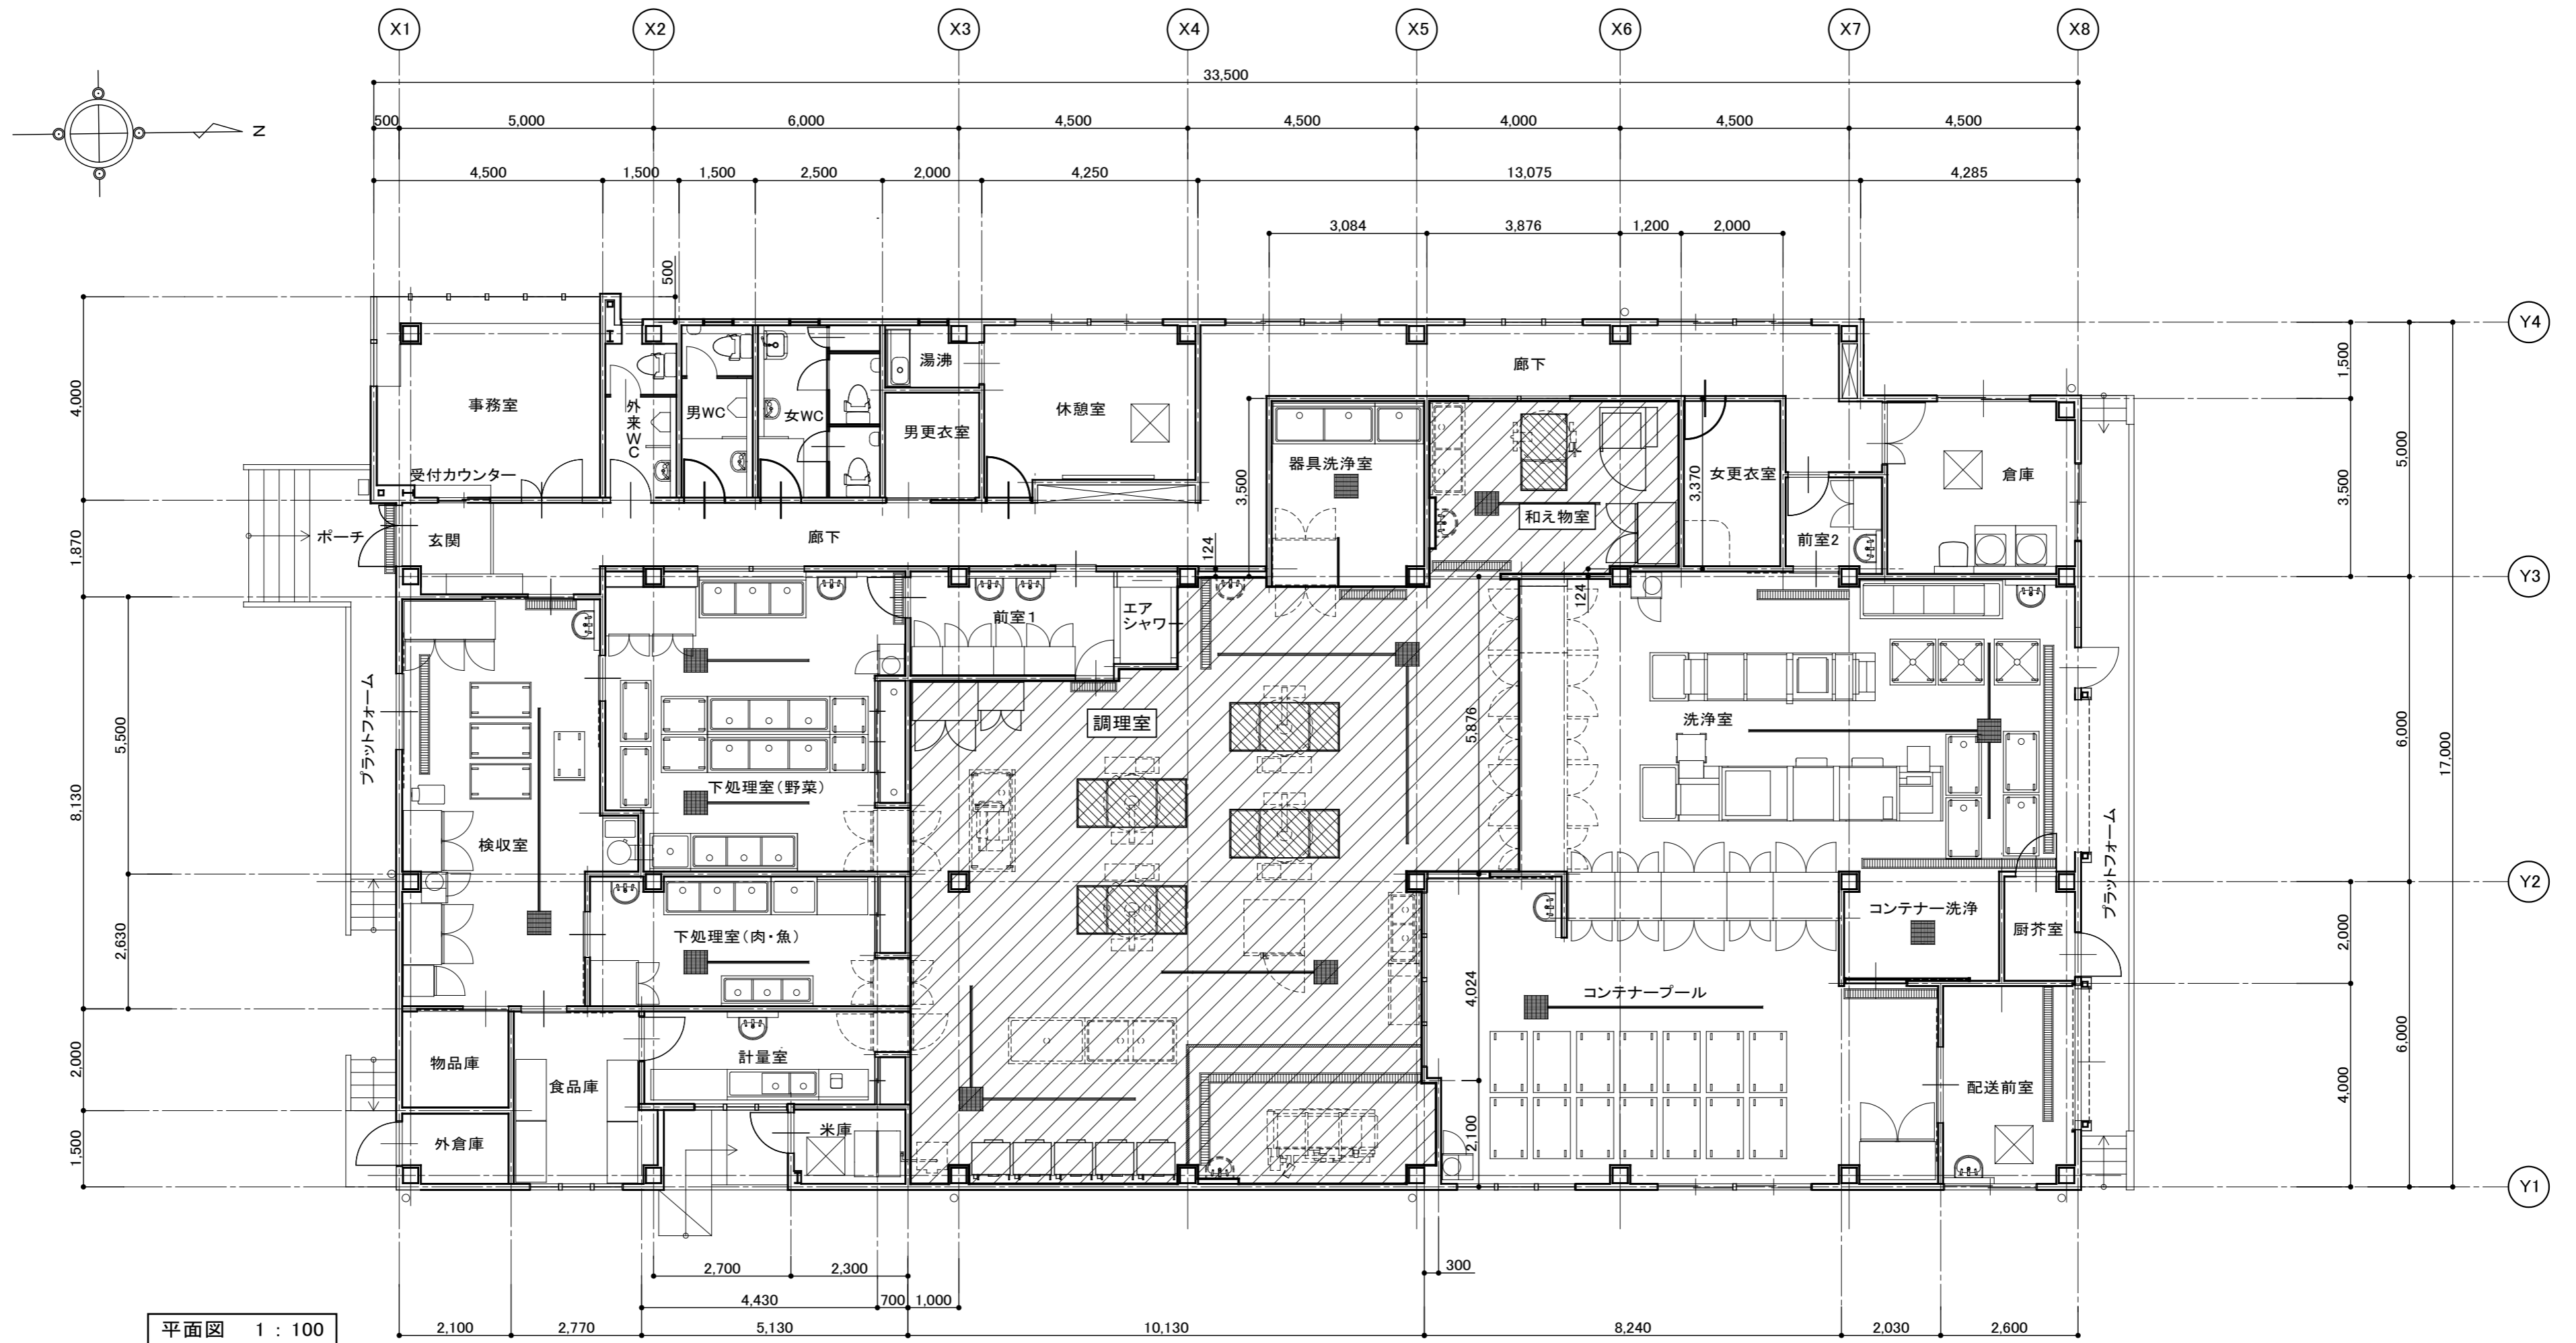 X1 X2 X3 X4 X5 X6 X7 X8
33,500
500 5,000 6,000 4,500 4,500 4,000 4,500 4,500
4,500 1,500 1,500 2,500 2,000 4,250 13,075 4,285
3,084 3,876 1,200 2,000
N
500
Y4
Y3
Y2
Y1
4,000
1,870
5,500
8,130
2,630
2,000
1,500
1,500
5,000
3,500
6,000
17,000
2,000
6,000
4,000
事務室
受付カウンター
外来WC
男WC
女WC
湯沸
男更衣室
休憩室
廊下
器具洗浄室
3,500
和え物室
女更衣室
3,370
前室2
倉庫
ポーチ
玄関
廊下
124
124
前室1
エア
シャワー
プラットフォーム
調理室
5,876
洗浄室
下処理室(野菜)
検収室
下処理室(肉・魚)
コンテナー洗浄
厨芥室
プラットフォーム
4,024
コンテナープール
物品庫
食品庫
計量室
配送前室
外倉庫
米庫
2,100
300
2,700 2,300
4,430 700 1,000
2,100 2,770 5,130 10,130 8,240 2,030 2,600
平面図 1 : 100